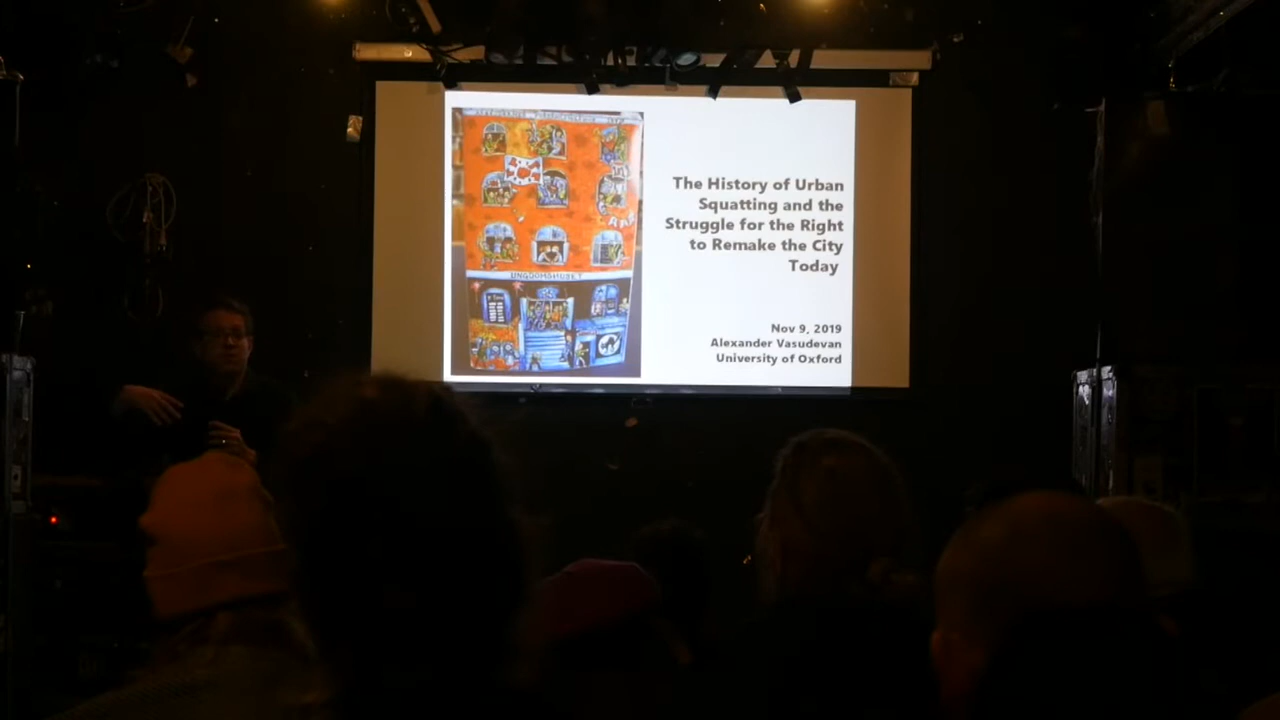 UNGDOMSHUSET
The History of Urban
Squatting and the
Struggle for the Right
to Remake the City
Today
Nov 9, 2019
Alexander Vasudevan
University of Oxford